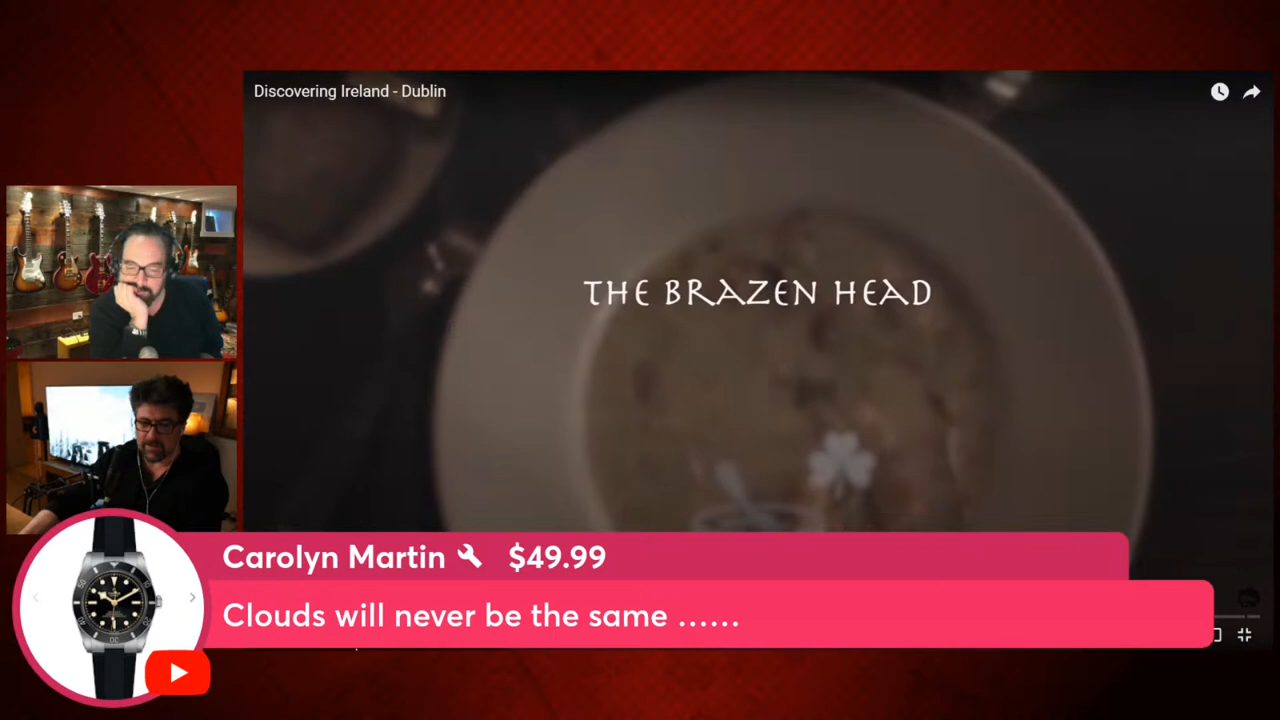 Discovering Ireland - Dublin
THE BRAZEN HEAD
Carolyn Martin $49.99
Clouds will never be the same ......